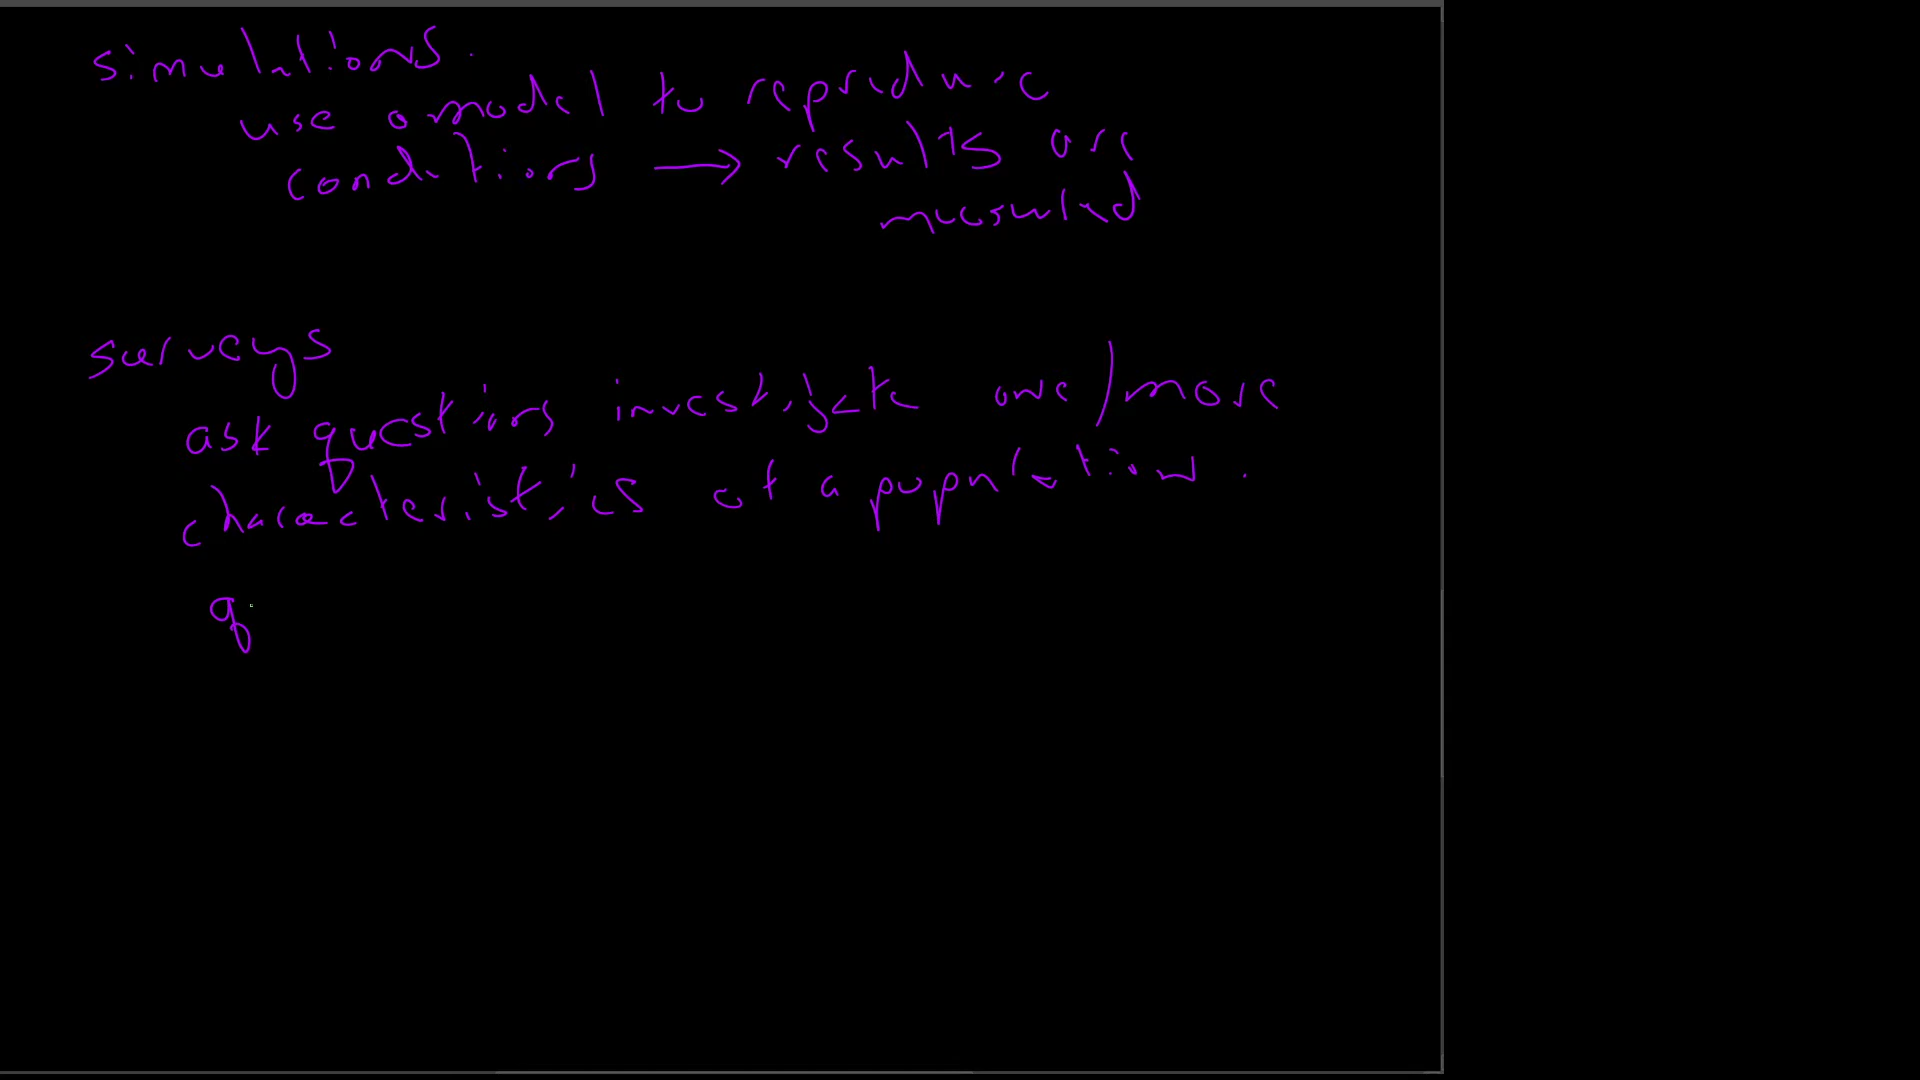 simulations.
use a model to reproduce
conditions → results are
measured
surveys
ask questions investigate one/more
characteristics of a population.
q